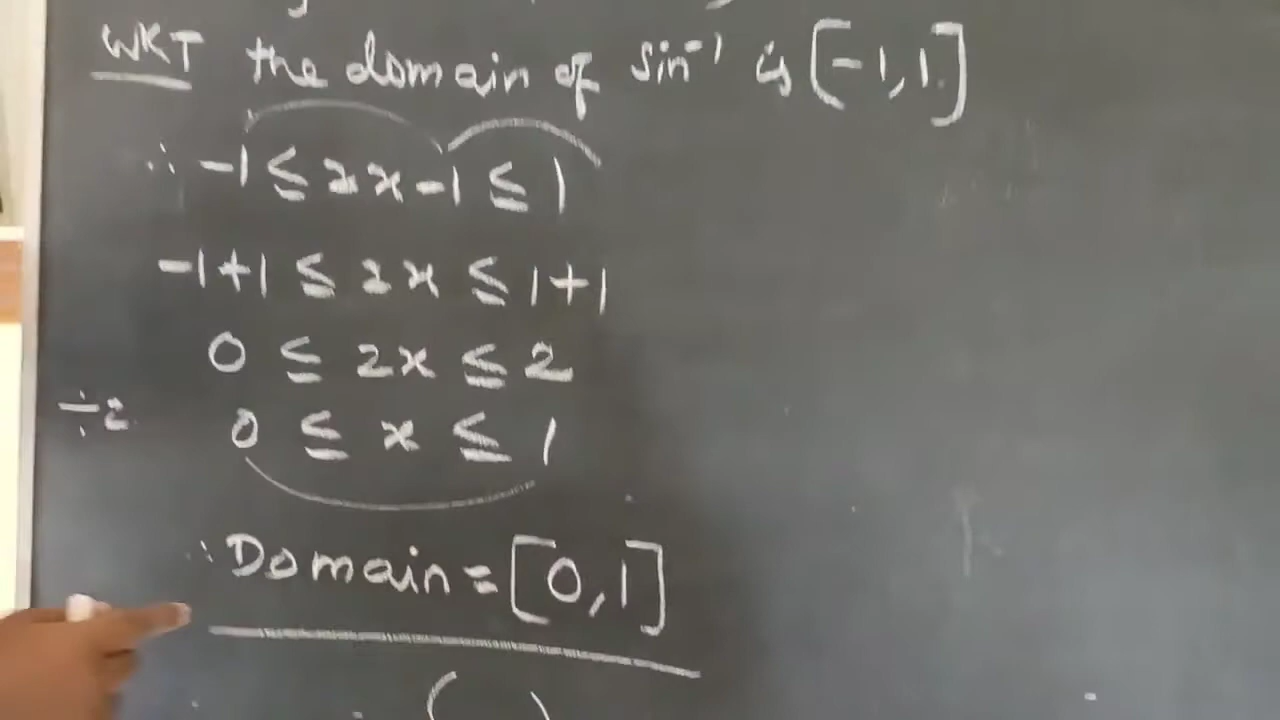 WKT the domain of sin⁻¹ is [-1, 1]
∴ -1 ≤ 2x - 1 ≤ 1
-1+1 ≤ 2x ≤ 1+1
0 ≤ 2x ≤ 2
÷2 0 ≤ x ≤ 1
∴ Domain = [0, 1]